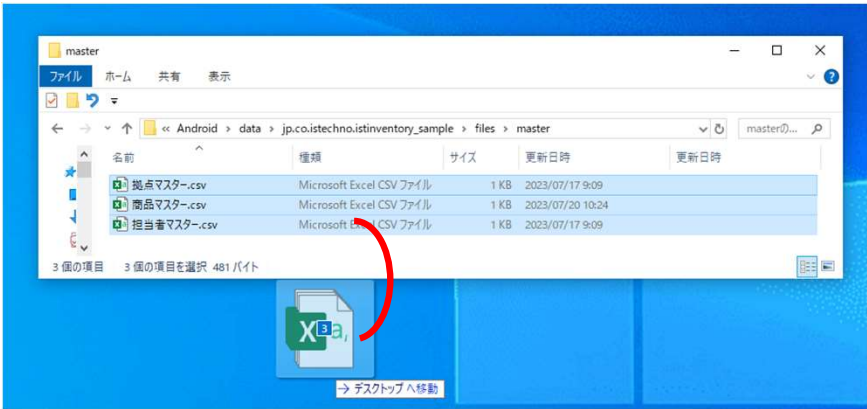 master
ファイル ホーム 共有 表示
« Android › data › jp.co.istechno.istinventory_sample › files › master
masterの...
名前 種類 サイズ 更新日時 更新日時
拠点マスター.csv Microsoft Excel CSV ファイル 1 KB 2023/07/17 9:09
商品マスター.csv Microsoft Excel CSV ファイル 1 KB 2023/07/20 10:24
担当者マスター.csv Microsoft Excel CSV ファイル 1 KB 2023/07/17 9:09
3 個の項目 3 個の項目を選択 481 バイト
X 3 a,
→ デスクトップ へ移動